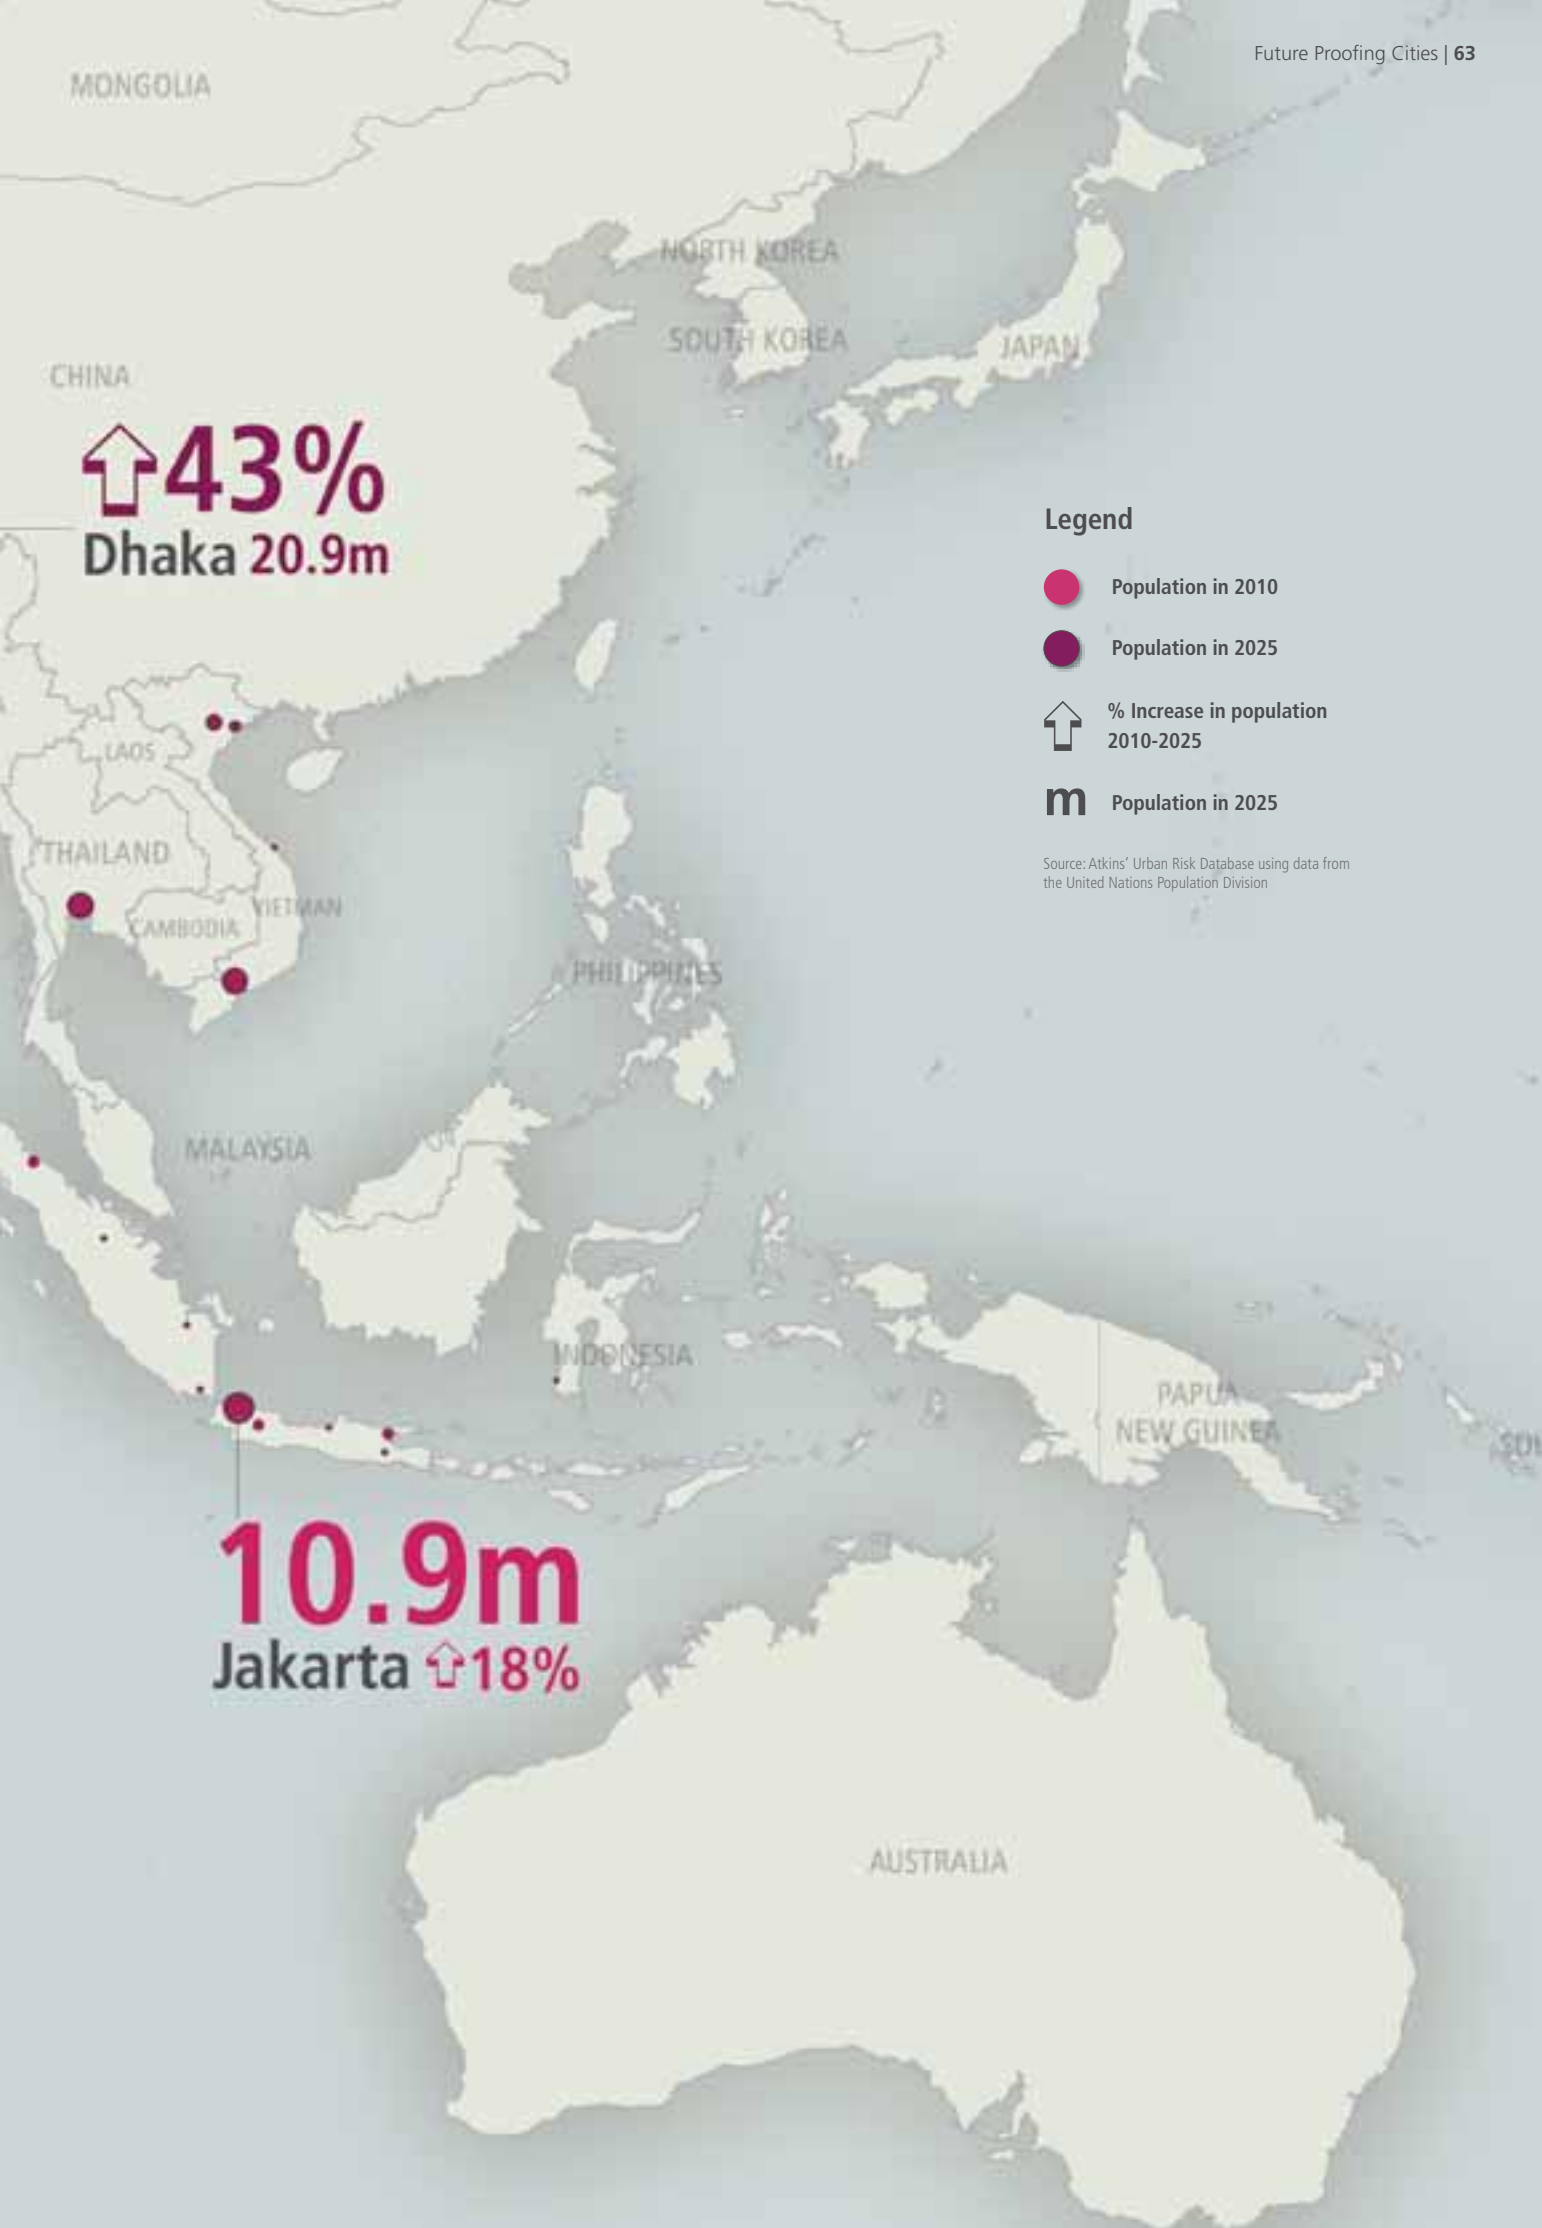 Future Proofing Cities | 63
MONGOLIA
NORTH KOREA
SOUTH KOREA
JAPAN
CHINA
43%
Dhaka 20.9m
Legend
Population in 2010
Population in 2025
% Increase in population
2010-2025
m Population in 2025
Source: Atkins' Urban Risk Database using data from
the United Nations Population Division
LAOS
THAILAND
VIETMAN
CAMBODIA
PHILIPPINES
MALAYSIA
INDONESIA
PAPUA
NEW GUINEA
10.9m
Jakarta 18%
AUSTRALIA